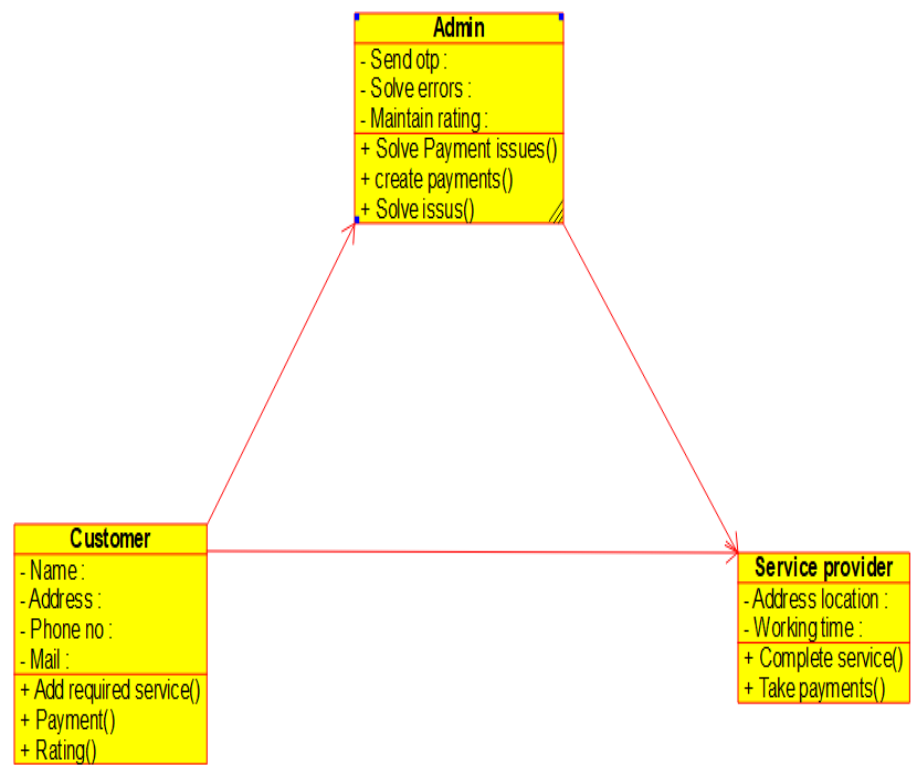 Admin
- Send otp :
- Solve errors :
- Maintain rating :
+ Solve Payment issues()
+ create payments()
+ Solve issus()
Customer
- Name :
- Address :
- Phone no :
- Mail :
+ Add required service()
+ Payment()
+ Rating()
Service provider
- Address location :
- Working time :
+ Complete service()
+ Take payments()